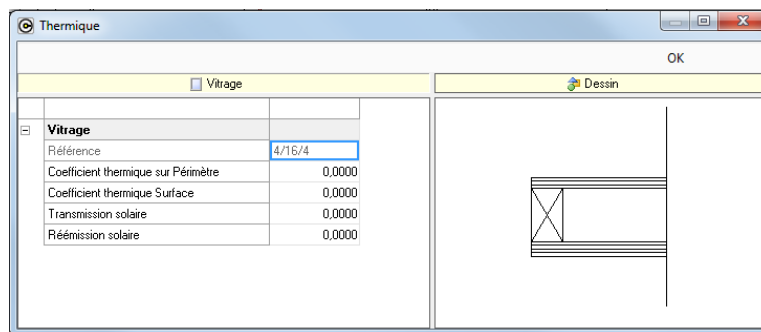 Thermique
OK
Vitrage
Dessin
Vitrage
Référence 4/16/4
Coefficient thermique sur Périmètre 0,0000
Coefficient thermique Surface 0,0000
Transmission solaire 0,0000
Réémission solaire 0,0000